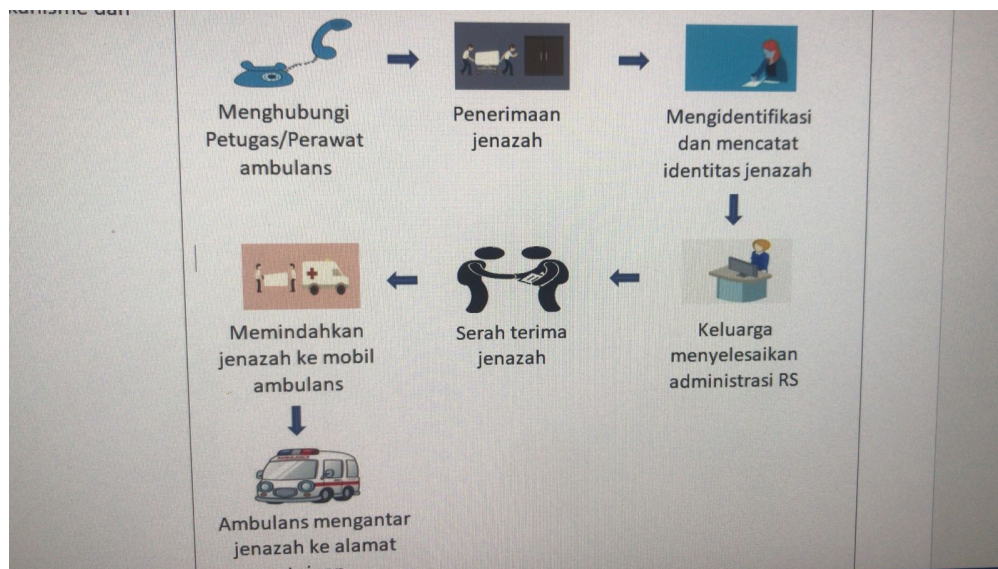 Menghubungi
Petugas/Perawat
ambulans
Penerimaan
jenazah
Mengidentifikasi
dan mencatat
identitas jenazah
Keluarga
menyelesaikan
administrasi RS
Serah terima
jenazah
Memindahkan
jenazah ke mobil
ambulans
Ambulans mengantar
jenazah ke alamat